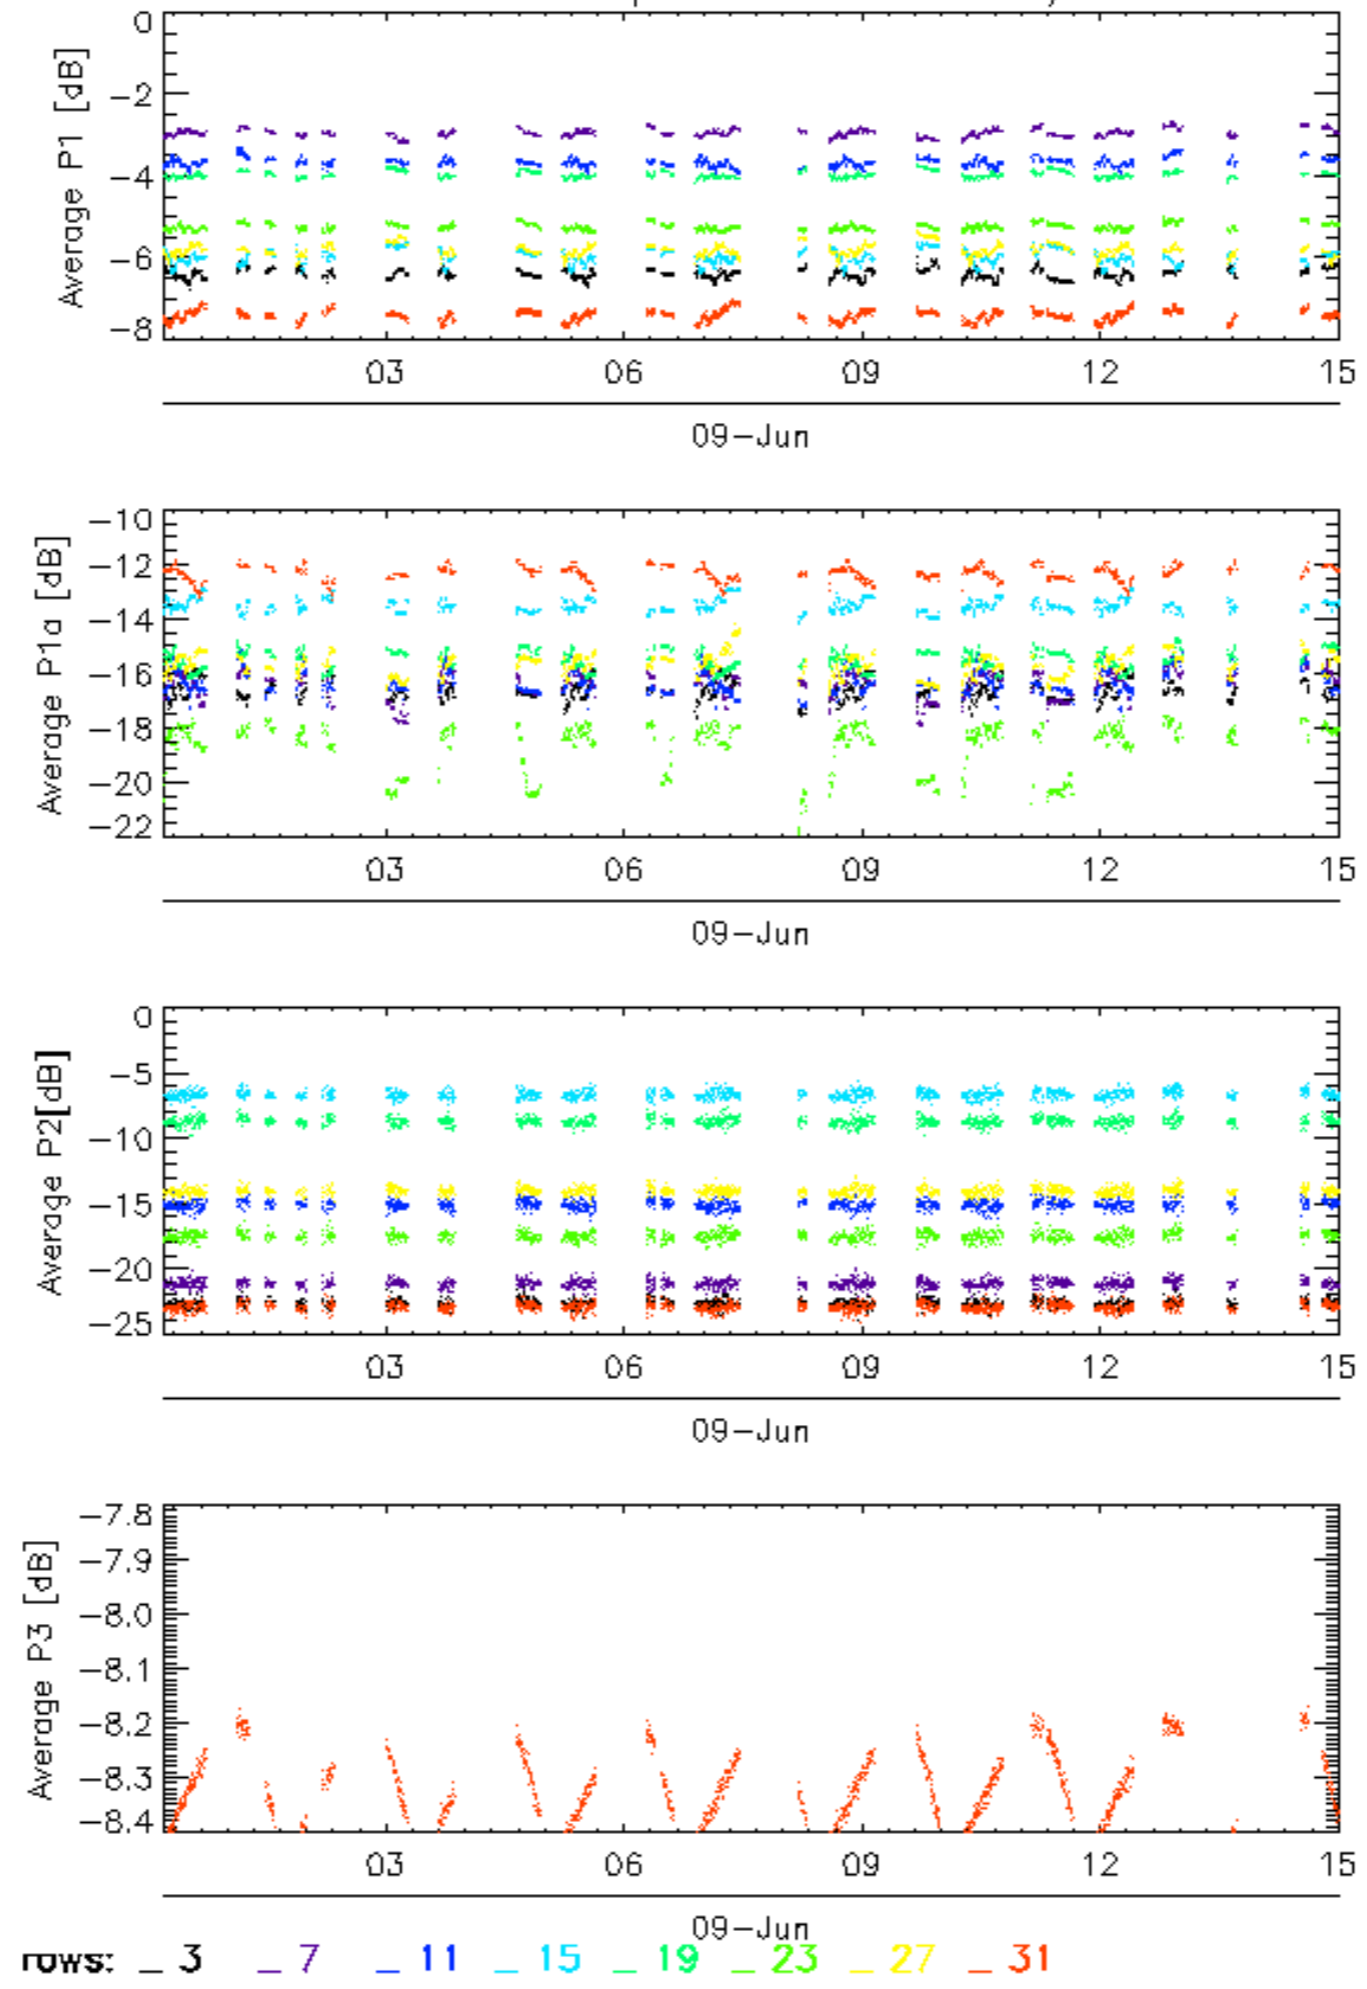 0
Average P1 [dB]
−2
−4
−6
−8
03 06 09 12 15
09−Jun
−10
Average P1a [dB]
−12
−14
−16
−18
−20
−22
03 06 09 12 15
09−Jun
0
Average P2[dB]
−5
−10
−15
−20
−25
03 06 09 12 15
09−Jun
−7.8
Average P3 [dB]
−7.9
−8.0
−8.1
−8.2
−8.3
−8.4
03 06 09 12 15
09−Jun
rows: _ 3 _ 7 _ 11 _ 15 _ 19 _ 23 _ 27 _ 31